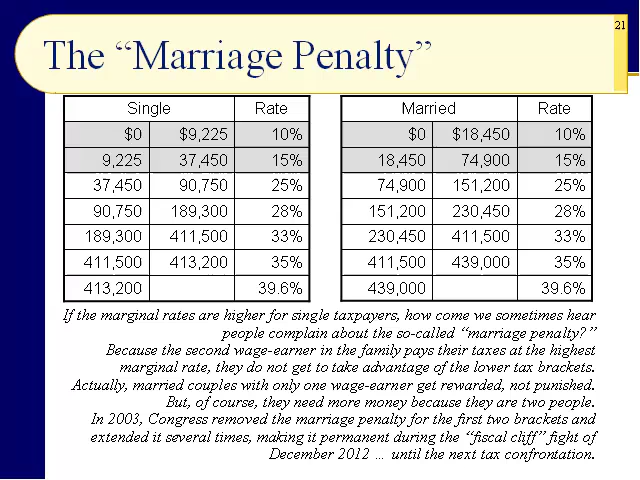 21
The “Marriage Penalty”
Single Rate Married Rate
$0 $9,225 10% $0 $18,450 10%
9,225 37,450 15% 18,450 74,900 15%
37,450 90,750 25% 74,900 151,200 25%
90,750 189,300 28% 151,200 230,450 28%
189,300 411,500 33% 230,450 411,500 33%
411,500 413,200 35% 411,500 439,000 35%
413,200 39.6% 439,000 39.6%
If the marginal rates are higher for single taxpayers, how come we sometimes hear
people complain about the so-called “marriage penalty?”
Because the second wage-earner in the family pays their taxes at the highest
marginal rate, they do not get to take advantage of the lower tax brackets.
Actually, married couples with only one wage-earner get rewarded, not punished.
But, of course, they need more money because they are two people.
In 2003, Congress removed the marriage penalty for the first two brackets and
extended it several times, making it permanent during the “fiscal cliff” fight of
December 2012 … until the next tax confrontation.